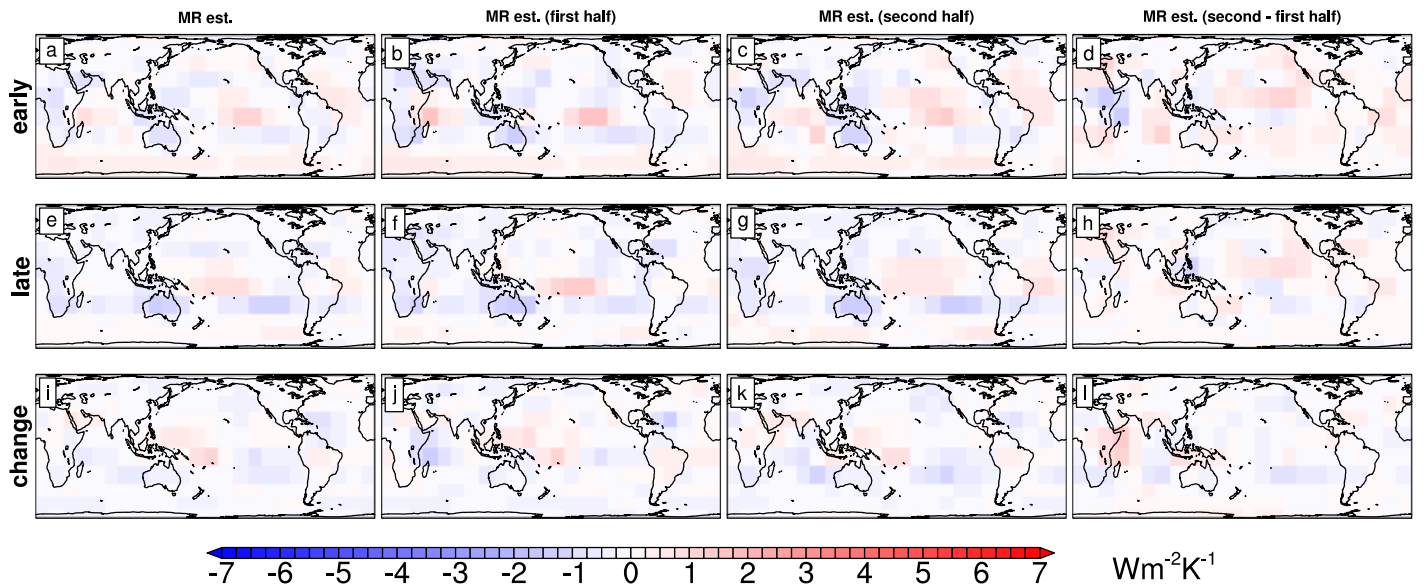 MR est. MR est. (first half) MR est. (second half) MR est. (second - first half)
early a b c d
late e f g h
change i j k l
-7 -6 -5 -4 -3 -2 -1 0 1 2 3 4 5 6 7 Wm-2K-1